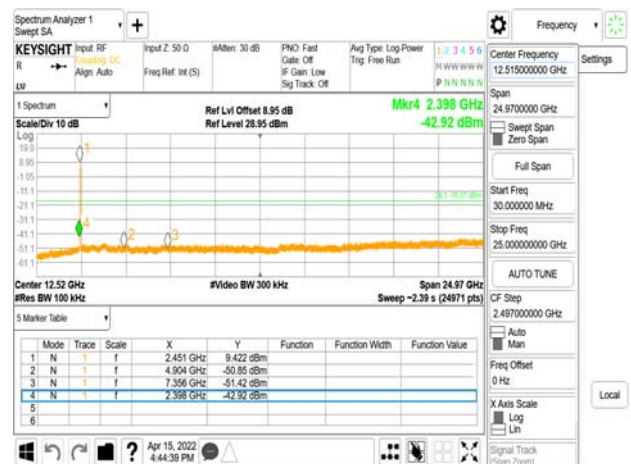 Spectrum Analyzer 1
Swept SA
Frequency
KEYSIGHT
R
LVI
Input: RF
Coupling: DC
Align: Auto
Input Z: 50 Ω
Freq Ref: Int (S)
#Atten: 30 dB
PNO: Fast
Gate: Off
IF Gain: Low
Sig Track: Off
Avg Type: Log-Power
Trig: Free Run
1 2 3 4 5 6
M W W W W W
P N N N N N
1 Spectrum
Scale/Div 10 dB
Ref Lvl Offset 8.95 dB
Ref Level 28.95 dBm
Mkr4 2.398 GHz
-42.92 dBm
Log
19.0
8.95
-1.05
-11.1
-21.1
-31.1
-41.1
-51.1
-61.1
1
4
2
3
Center 12.52 GHz
#Video BW 300 kHz
Span 24.97 GHz
#Res BW 100 kHz
Sweep ~2.39 s (24971 pts)
5 Marker Table
Mode Trace Scale X Y Function Function Width Function Value
1 N 1 f 2.451 GHz 9.422 dBm
2 N 1 f 4.904 GHz -50.85 dBm
3 N 1 f 7.356 GHz -51.42 dBm
4 N 1 f 2.398 GHz -42.92 dBm
5
6
?
Apr 15, 2022
4:44:39 PM
Center Frequency
12.515000000 GHz
Settings
Span
24.9700000 GHz
Swept Span
Zero Span
Full Span
Start Freq
30.000000 MHz
Stop Freq
25.000000000 GHz
AUTO TUNE
CF Step
2.497000000 GHz
Auto
Man
Freq Offset
0 Hz
X Axis Scale
Log
Lin
Local
Signal Track
(Span Zoom)